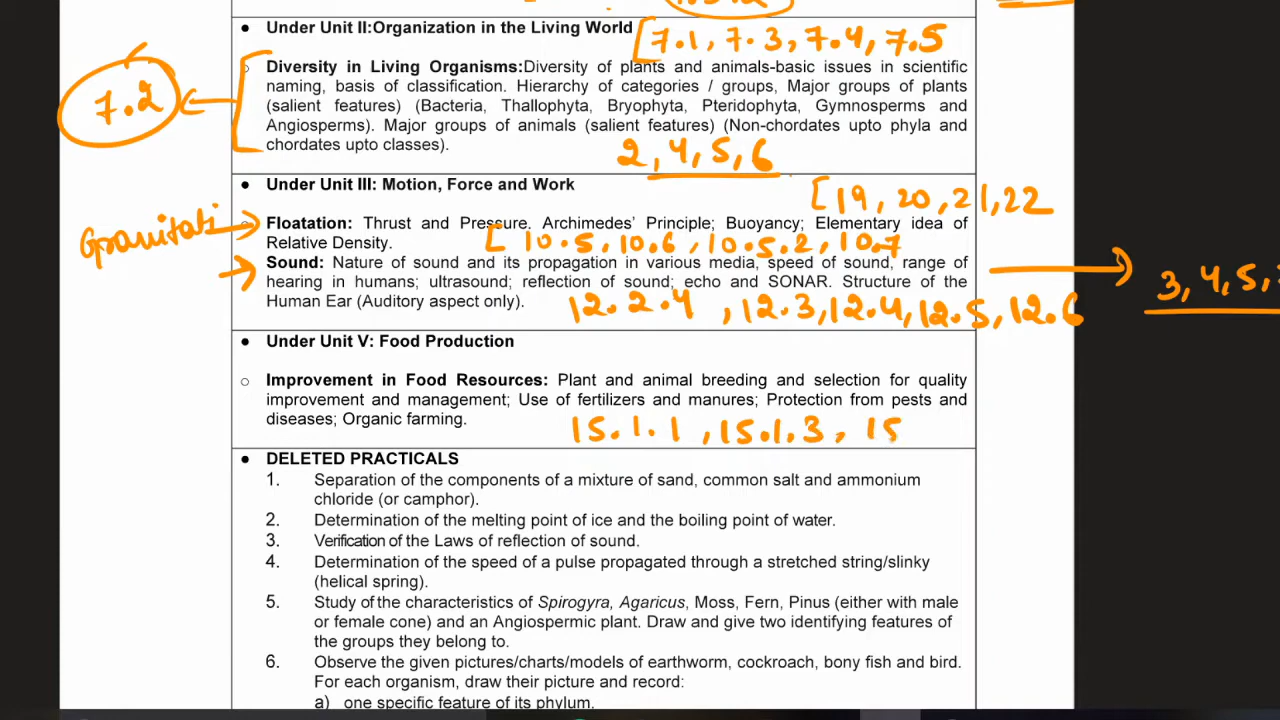 Under Unit II:Organization in the Living World [7.1, 7.3, 7.4, 7.5
7.2
Diversity in Living Organisms:Diversity of plants and animals-basic issues in scientific
naming, basis of classification. Hierarchy of categories / groups, Major groups of plants
(salient features) (Bacteria, Thallophyta, Bryophyta, Pteridophyta, Gymnosperms and
Angiosperms). Major groups of animals (salient features) (Non-chordates upto phyla and
chordates upto classes).
2, 4, 5, 6
Under Unit III: Motion, Force and Work
[19, 20, 21, 22
Gravitati
Floatation: Thrust and Pressure. Archimedes' Principle; Buoyancy; Elementary idea of
Relative Density.
[10.5, 10.6, 10.5.2, 10.7
Sound: Nature of sound and its propagation in various media, speed of sound, range of
hearing in humans; ultrasound; reflection of sound; echo and SONAR. Structure of the
Human Ear (Auditory aspect only).
3, 4, 5,
12.2.4, 12.3, 12.4, 12.5, 12.6
Under Unit V: Food Production
Improvement in Food Resources: Plant and animal breeding and selection for quality
improvement and management; Use of fertilizers and manures; Protection from pests and
diseases; Organic farming.
15.1.1, 15.1.3, 15
DELETED PRACTICALS
1. Separation of the components of a mixture of sand, common salt and ammonium
chloride (or camphor).
2. Determination of the melting point of ice and the boiling point of water.
3. Verification of the Laws of reflection of sound.
4. Determination of the speed of a pulse propagated through a stretched string/slinky
(helical spring).
5. Study of the characteristics of Spirogyra, Agaricus, Moss, Fern, Pinus (either with male
or female cone) and an Angiospermic plant. Draw and give two identifying features of
the groups they belong to.
6. Observe the given pictures/charts/models of earthworm, cockroach, bony fish and bird.
For each organism, draw their picture and record:
a) one specific feature of its phylum.